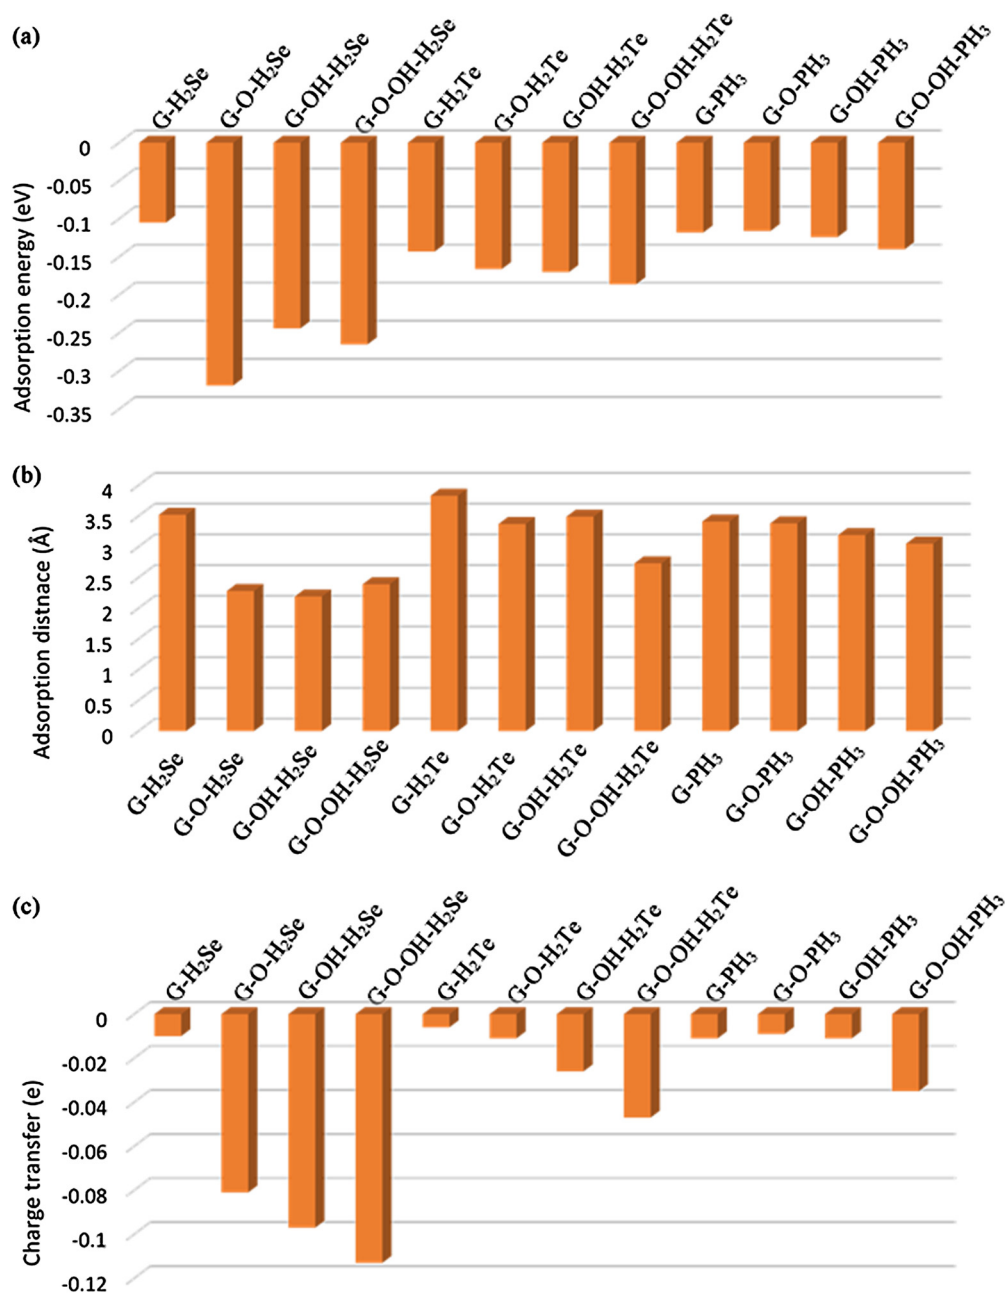 (a)
G-H₂Se
G-O-H₂Se
G-OH-H₂Se
G-O-OH-H₂Se
G-H₂Te
G-O-H₂Te
G-OH-H₂Te
G-O-OH-H₂Te
G-PH₃
G-O-PH₃
G-OH-PH₃
G-O-OH-PH₃
Adsorption energy (eV)
0
-0.05
-0.1
-0.15
-0.2
-0.25
-0.3
-0.35
(b)
Adsorption distnace (Å)
4
3.5
3
2.5
2
1.5
1
0.5
0
G-H₂Se
G-O-H₂Se
G-OH-H₂Se
G-O-OH-H₂Se
G-H₂Te
G-O-H₂Te
G-OH-H₂Te
G-O-OH-H₂Te
G-PH₃
G-O-PH₃
G-OH-PH₃
G-O-OH-PH₃
(c)
G-H₂Se
G-O-H₂Se
G-OH-H₂Se
G-O-OH-H₂Se
G-H₂Te
G-O-H₂Te
G-OH-H₂Te
G-O-OH-H₂Te
G-PH₃
G-O-PH₃
G-OH-PH₃
G-O-OH-PH₃
Charge transfer (e)
0
-0.02
-0.04
-0.06
-0.08
-0.1
-0.12